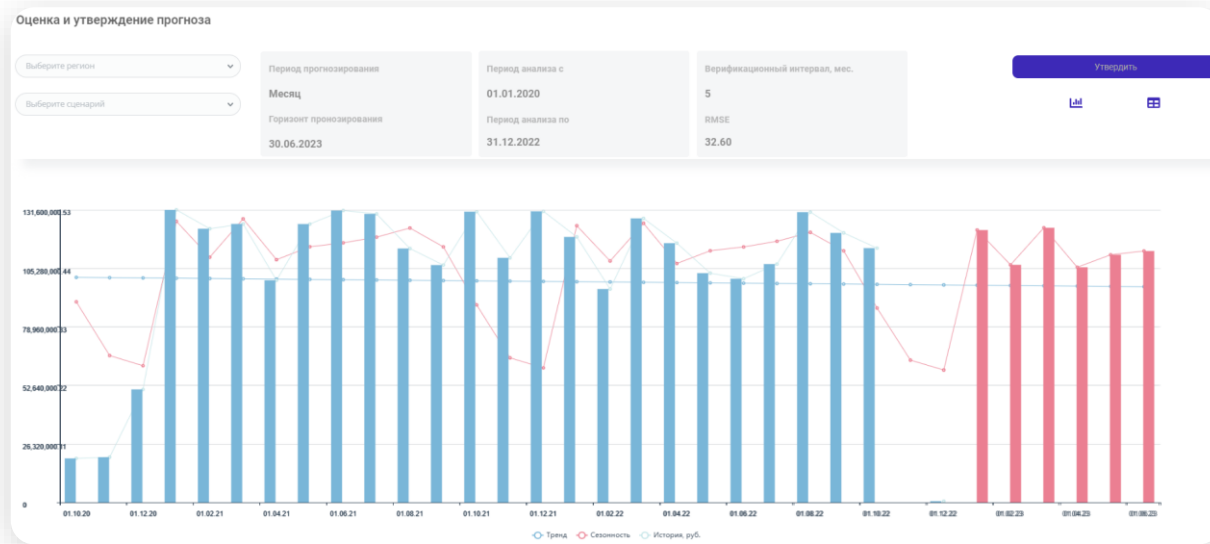 Оценка и утверждение прогноза
Выберите регион
Выберите сценарий
Период прогнозирования
Месяц
Горизонт пронозирования
30.06.2023
Период анализа с
01.01.2020
Период анализа по
31.12.2022
Верификационный интервал, мес.
5
RMSE
32.60
Утвердить
131,600,000.53
105,280,000.44
78,960,000.33
52,640,000.22
26,320,000.11
0
01.10.20 01.12.20 01.02.21 01.04.21 01.06.21 01.08.21 01.10.21 01.12.21 01.02.22 01.04.22 01.06.22 01.08.22 01.10.22 01.12.22 01.02.23 01.04.23 01.06.23
Тренд Сезонность История, руб.